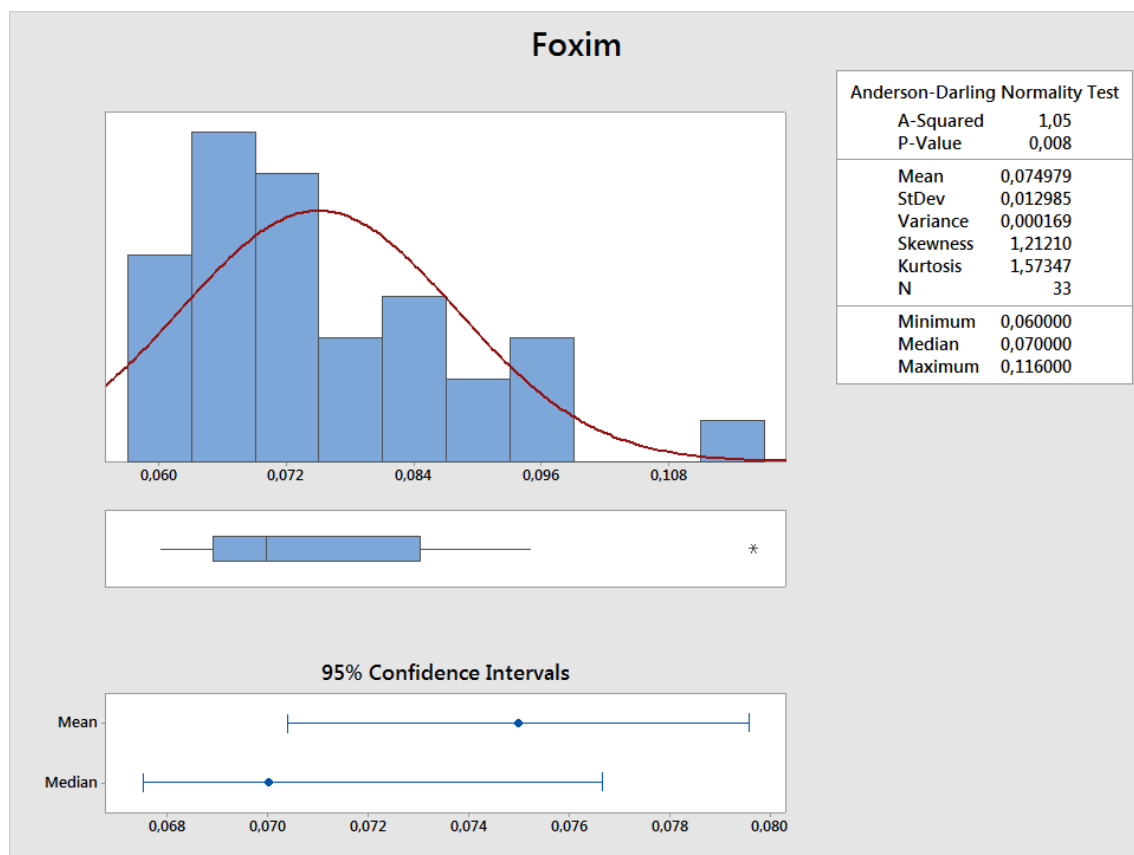 Foxim
Anderson-Darling Normality Test
A-Squared 1,05
P-Value 0,008
Mean 0,074979
StDev 0,012985
Variance 0,000169
Skewness 1,21210
Kurtosis 1,57347
N 33
Minimum 0,060000
Median 0,070000
Maximum 0,116000
0,060 0,072 0,084 0,096 0,108
*
95% Confidence Intervals
Mean
Median
0,068 0,070 0,072 0,074 0,076 0,078 0,080